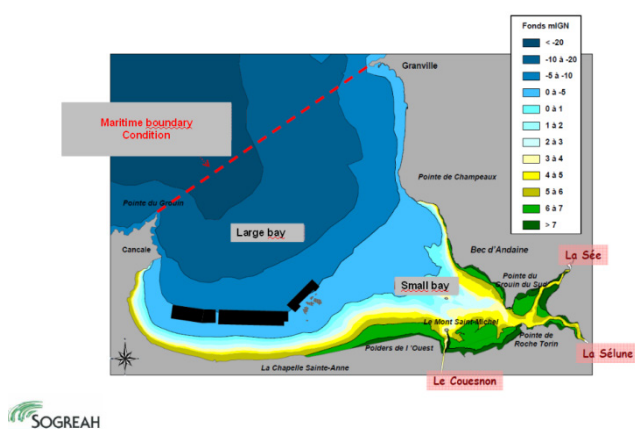 Fonds mIGN
< -20
-10 à -20
-5 à -10
0 à -5
0 à 1
1 à 2
2 à 3
3 à 4
4 à 5
5 à 6
6 à 7
> 7
Granville
Maritime boundary
Condition
Pointe de Champeaux
Pointe du Grouin
Large bay
Cancale
Bec d'Andaine
La Sée
Small bay
Pointe du
Grouin du Sud
Le Mont Saint-Michel
Pointe de
Roche Torin
La Sélune
Polders de l'Ouest
La Chapelle Sainte-Anne
Le Couesnon
SOGREAH